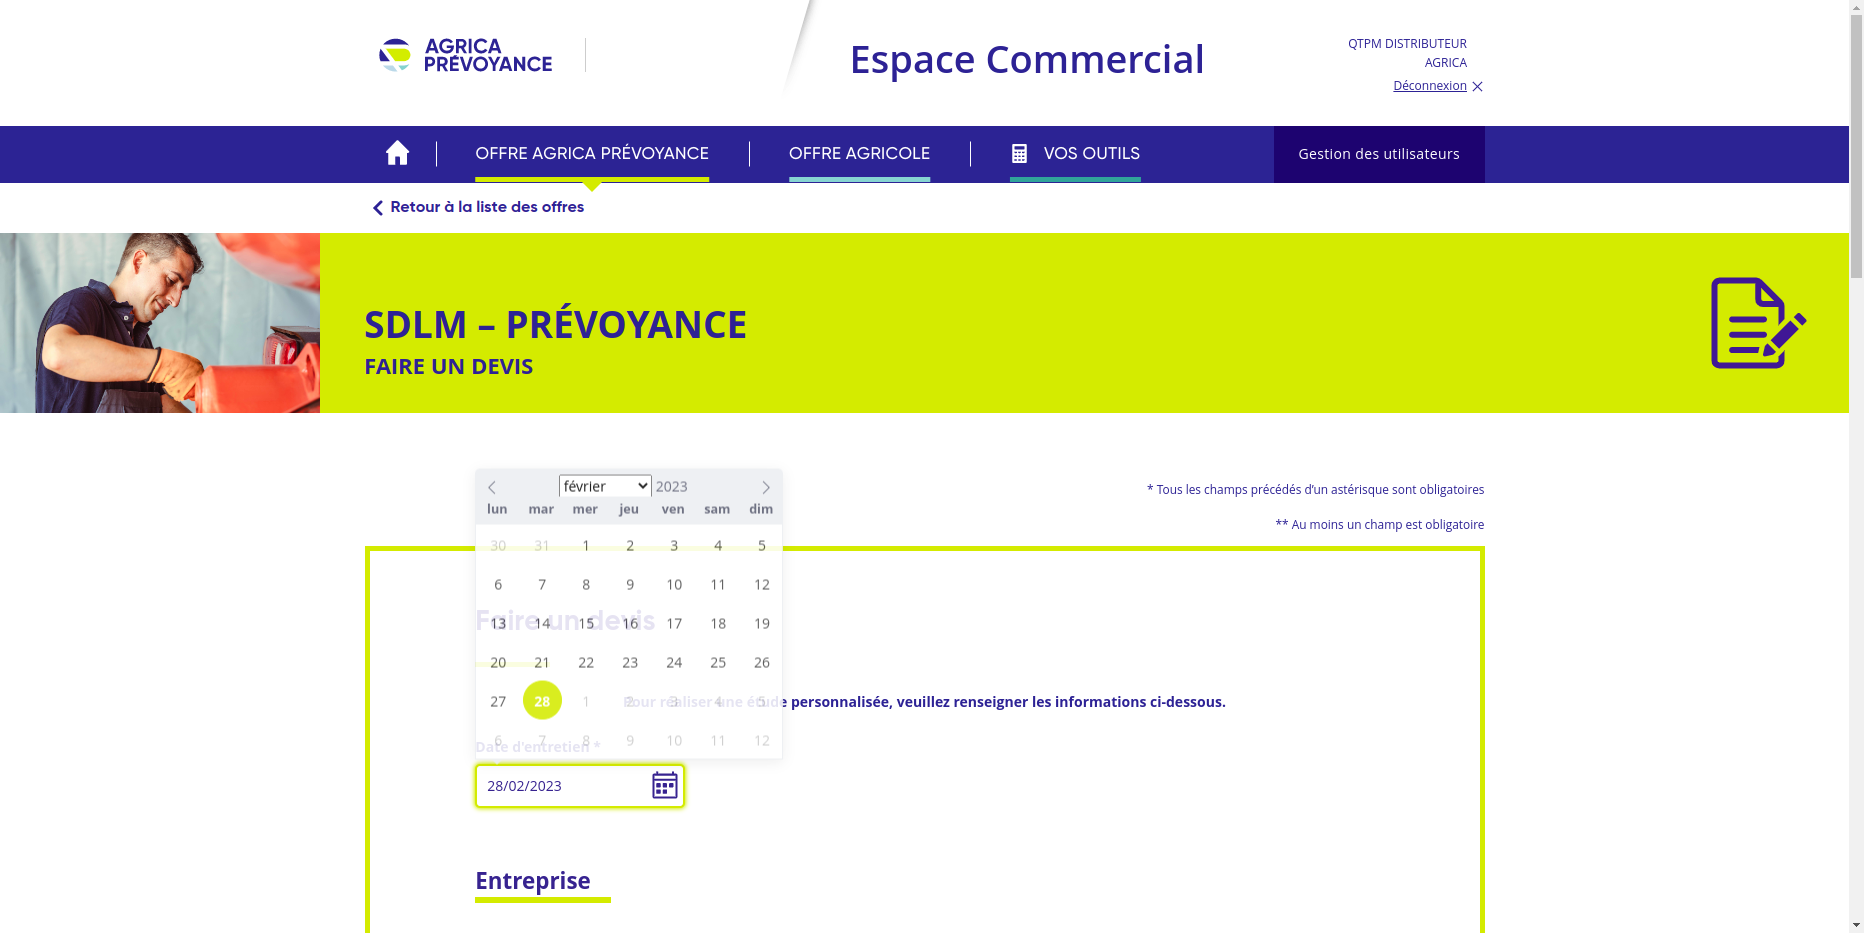 AGRICA
PRÉVOYANCE
Espace Commercial
QTPM DISTRIBUTEUR
AGRICA
Déconnexion
OFFRE AGRICA PRÉVOYANCE
OFFRE AGRICOLE
VOS OUTILS
Gestion des utilisateurs
Retour à la liste des offres
SDLM – PRÉVOYANCE
FAIRE UN DEVIS
* Tous les champs précédés d’un astérisque sont obligatoires
** Au moins un champ est obligatoire
février 2023
lun mar mer jeu ven sam dim
30 31 1 2 3 4 5
6 7 8 9 10 11 12
Faire un devis
13 14 15 16 17 18 19
20 21 22 23 24 25 26
27 28 1 2 3 4 5
Pour réaliser une étude personnalisée, veuillez renseigner les informations ci-dessous.
6 7 8 9 10 11 12
Date d'entretien *
28/02/2023
Entreprise